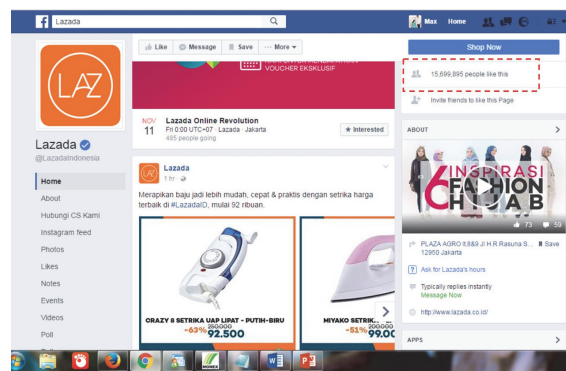 Lazada
Max Home
Like Message Save More
VOUCHER EKSKLUSIF
Shop Now
15,699,895 people like this
Invite friends to like this Page
LAZ
NOV
11
Lazada Online Revolution
Fri 0:00 UTC+07 · Lazada · Jakarta
485 people going
Interested
Lazada
@LazadaIndonesia
Home
About
Hubungi CS Kami
Instagram feed
Photos
Likes
Notes
Events
Videos
Poll
Lazada
1 hr
Merapikan baju jadi lebih mudah, cepat & praktis dengan setrika harga
terbaik di #LazadaID, mulai 92 ribuan.
CRAZY 8 SETRIKA UAP LIPAT - PUTIH-BIRU
-63% 250000
92.500
MIYAKO SETRIK
-51% 200000
99.0
ABOUT
6 INSPIRASI
FASHION
HIJAB
73 59
PLAZA AGRO lt.8&9 Jl H.R Rasuna S... Save
12950 Jakarta
Ask for Lazada's hours
Typically replies instantly
Message Now
http://www.lazada.co.id/
APPS
MONEX